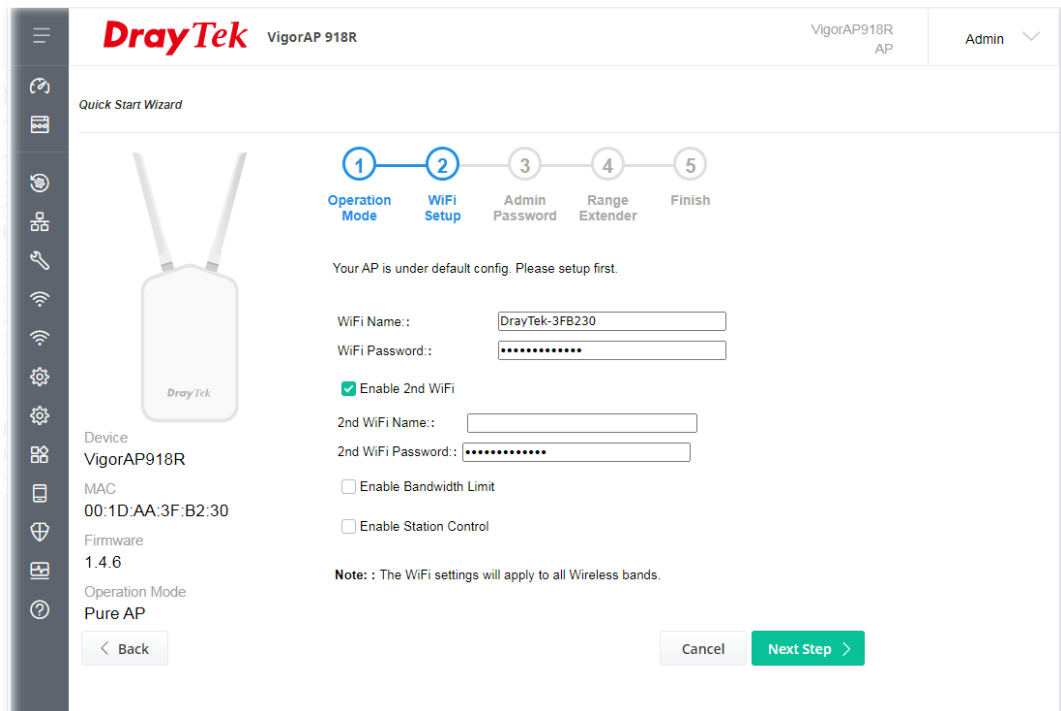 DrayTek VigorAP 918R
VigorAP918R
AP
Admin
Quick Start Wizard
1 2 3 4 5
Operation Mode
WiFi Setup
Admin Password
Range Extender
Finish
Your AP is under default config. Please setup first.
WiFi Name:: DrayTek-3FB230
WiFi Password:: •••••••••••••
Enable 2nd WiFi
2nd WiFi Name::
2nd WiFi Password:: •••••••••••••
Enable Bandwidth Limit
Enable Station Control
Note: : The WiFi settings will apply to all Wireless bands.
DrayTek
Device
VigorAP918R
MAC
00:1D:AA:3F:B2:30
Firmware
1.4.6
Operation Mode
Pure AP
Back
Cancel
Next Step